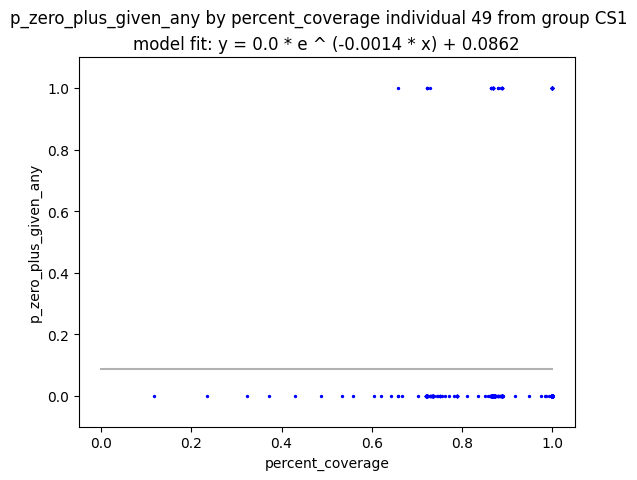 p_zero_plus_given_any by percent_coverage individual 49 from group CS1
model fit: y = 0.0 * e ^ (-0.0014 * x) + 0.0862
1.0
0.8
0.6
0.4
0.2
0.0
p_zero_plus_given_any
0.0 0.2 0.4 0.6 0.8 1.0
percent_coverage